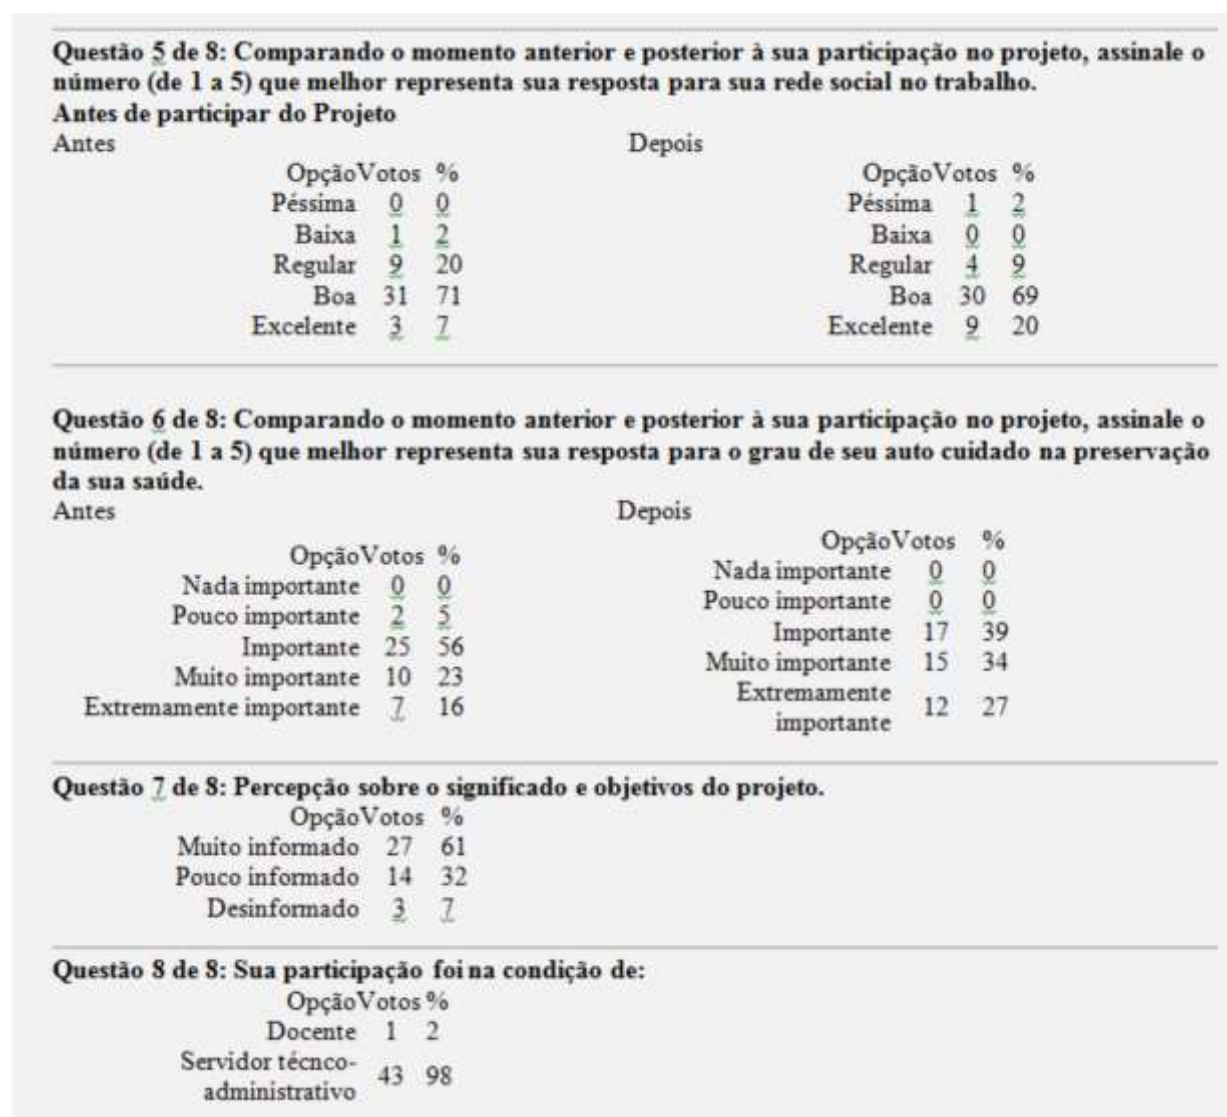 Questão 5 de 8: Comparando o momento anterior e posterior à sua participação no projeto, assinale o
número (de 1 a 5) que melhor representa sua resposta para sua rede social no trabalho.
Antes de participar do Projeto
Antes
OpçãoVotos %
Péssima 0 0
Baixa 1 2
Regular 9 20
Boa 31 71
Excelente 3 7
Depois
OpçãoVotos %
Péssima 1 2
Baixa 0 0
Regular 4 9
Boa 30 69
Excelente 9 20
Questão 6 de 8: Comparando o momento anterior e posterior à sua participação no projeto, assinale o
número (de 1 a 5) que melhor representa sua resposta para o grau de seu auto cuidado na preservação
da sua saúde.
Antes
OpçãoVotos %
Nada importante 0 0
Pouco importante 2 5
Importante 25 56
Muito importante 10 23
Extremamente importante 7 16
Depois
OpçãoVotos %
Nada importante 0 0
Pouco importante 0 0
Importante 17 39
Muito importante 15 34
Extremamente
importante 12 27
Questão 7 de 8: Percepção sobre o significado e objetivos do projeto.
OpçãoVotos %
Muito informado 27 61
Pouco informado 14 32
Desinformado 3 7
Questão 8 de 8: Sua participação foi na condição de:
OpçãoVotos %
Docente 1 2
Servidor técnco-
administrativo 43 98